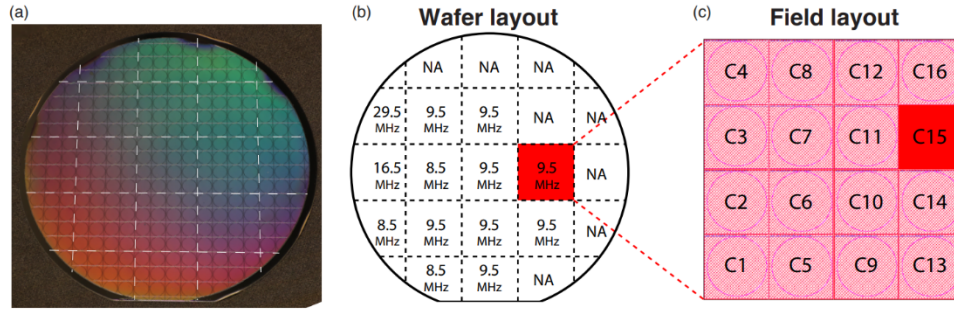 (a)
(b)
Wafer layout
(c)
Field layout
NA NA NA
29.5 MHz 9.5 MHz 9.5 MHz NA NA
16.5 MHz 8.5 MHz 9.5 MHz 9.5 MHz NA
8.5 MHz 9.5 MHz 9.5 MHz 9.5 MHz NA
8.5 MHz 9.5 MHz NA
C4 C8 C12 C16
C3 C7 C11 C15
C2 C6 C10 C14
C1 C5 C9 C13